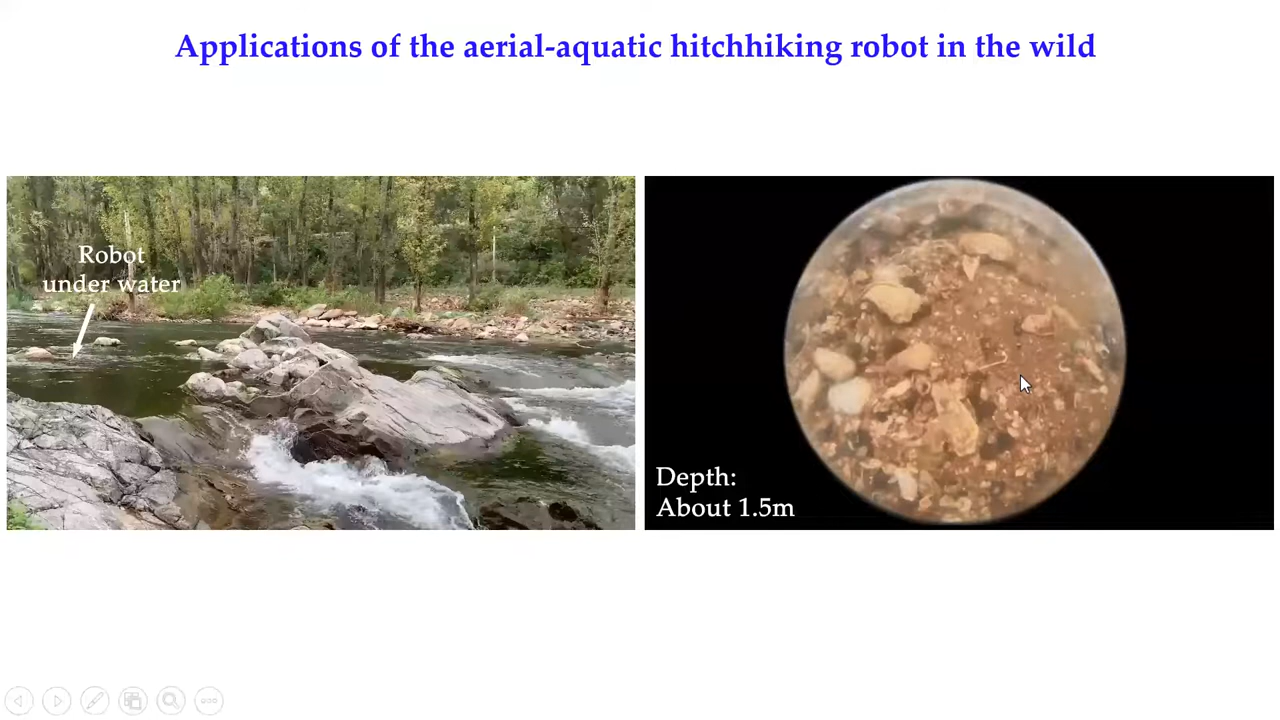 Applications of the aerial-aquatic hitchhiking robot in the wild
Robot
under water
Depth:
About 1.5m